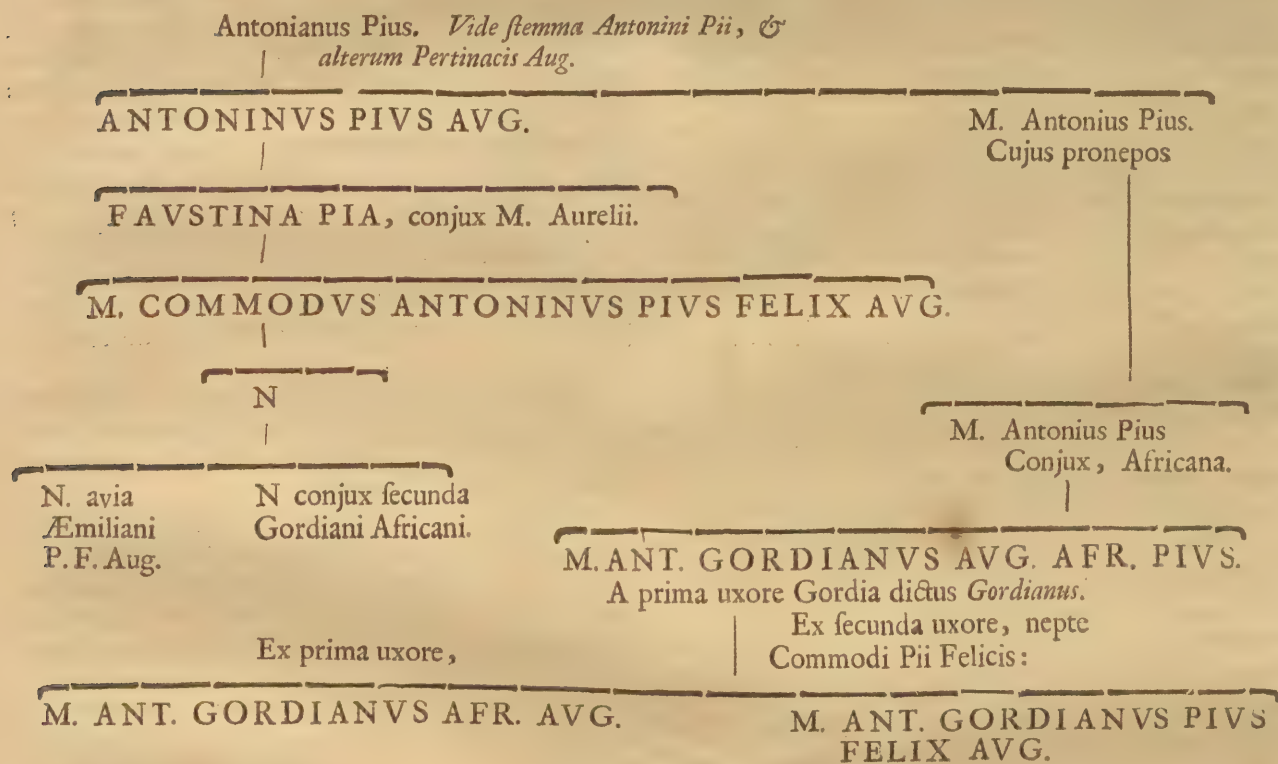 Antonianus Pius. Vide ſtemma Antonini Pii, &
alterum Pertinacis Aug.
ANTONINVS PIVS AVG.
M. Antonius Pius.
Cujus pronepos
FAVSTINA PIA, conjux M. Aurelii.
M. COMMODVS ANTONINVS PIVS FELIX AVG.
N
M. Antonius Pius
Conjux, Africana.
N. avia
Æmiliani
P. F. Aug.
N conjux ſecunda
Gordiani Africani.
M. ANT. GORDIANVS AVG. AFR. PIVS.
A prima uxore Gordia dictus Gordianus.
Ex ſecunda uxore, nepte
Commodi Pii Felicis:
Ex prima uxore,
M. ANT. GORDIANVS AFR. AVG.
M. ANT. GORDIANVS PIVS
FELIX AVG.